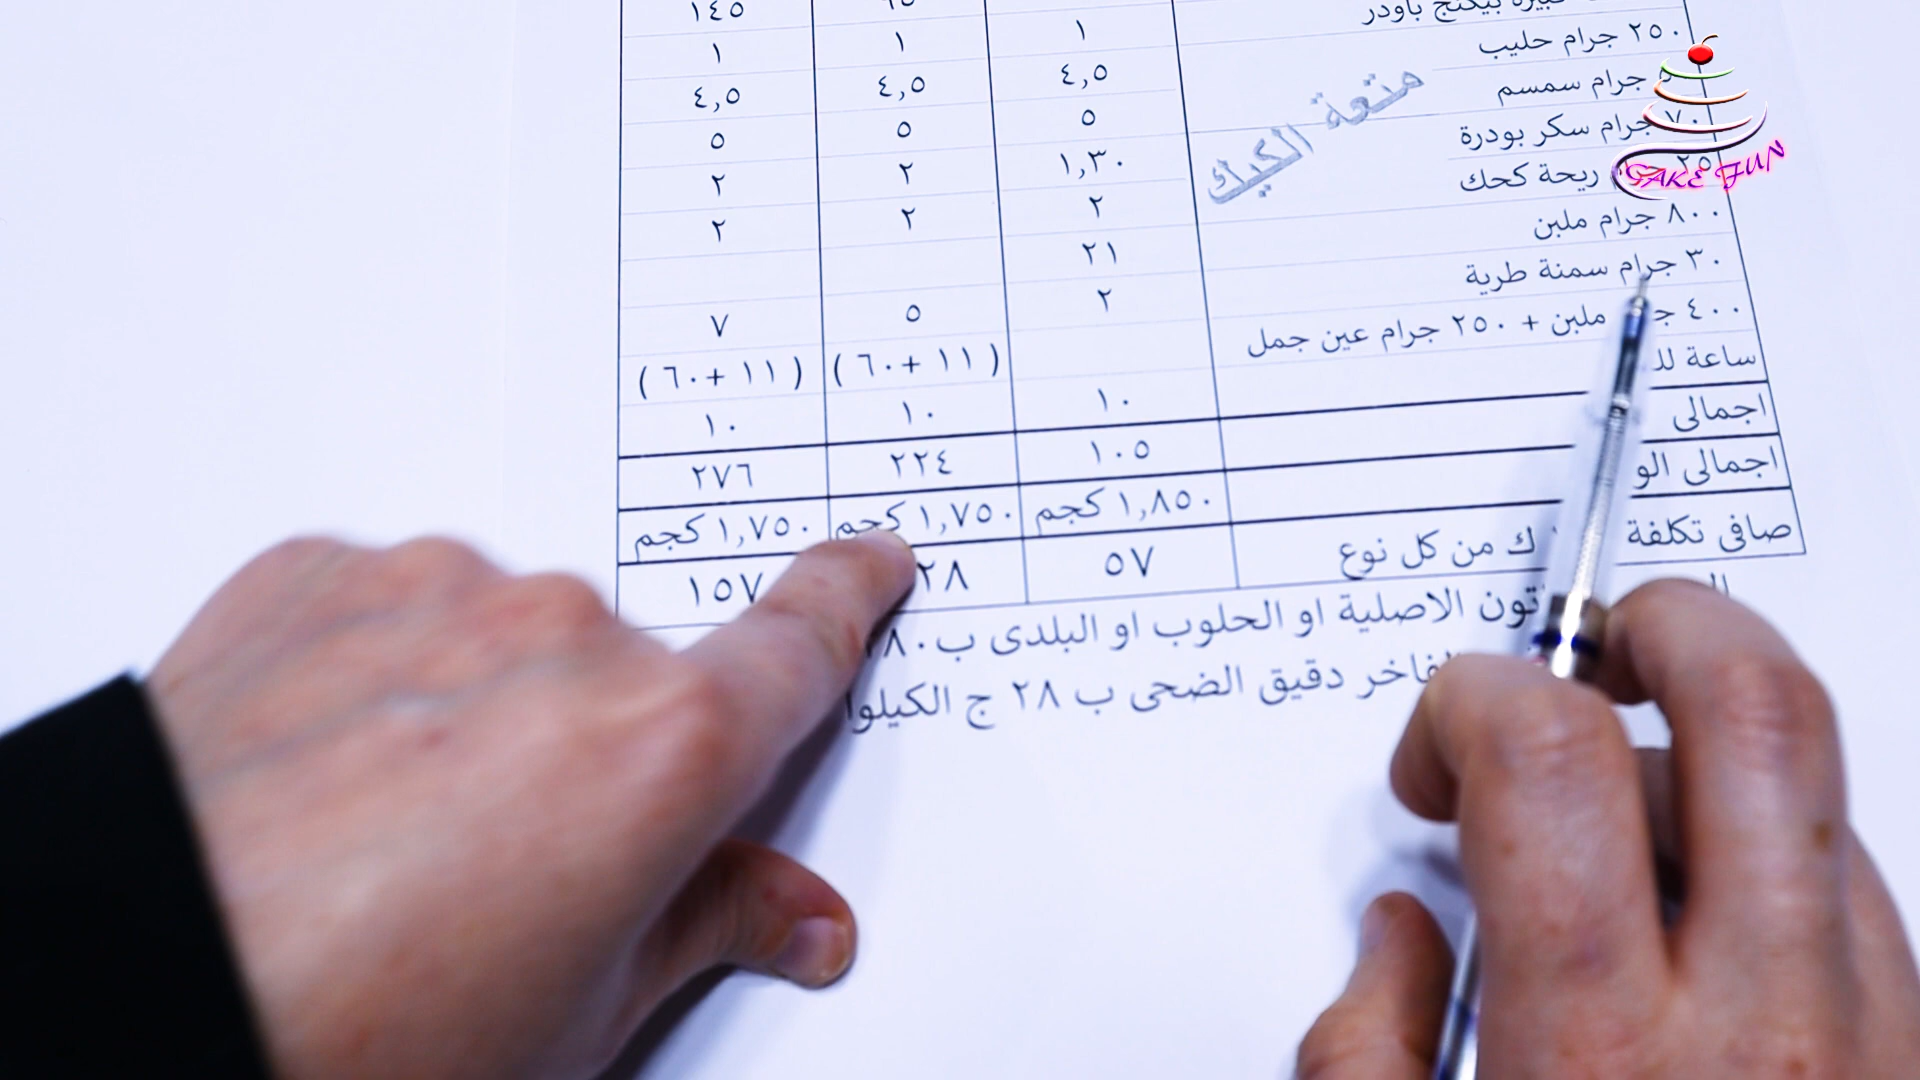 بيكنج باودر ١٤٥
٢٥٠ جرام حليب ١ ١ ١
جرام سمسم ٤,٥ ٤,٥ ٤,٥
٧٠ جرام سكر بودرة ٥ ٥ ٥
ريحة كحك ١,٣٠ ٢ ٢
٨٠٠ جرام ملبن ٢ ٢ ٢
٣٠ جرام سمنة طرية ٢١
٤٠٠ ملبن + ٢٥٠ جرام عين جمل ٢ ٥ ٧
ساعة (١١ +٦٠) (١١ +٦٠)
اجمالى ١٠ ١٠ ١٠
اجمالى ١٠٥ ٢٢٤ ٢٧٦
صافى تكلفة من كل نوع ١,٨٥٠ كجم ١,٧٥٠ كجم ١,٧٥٠ كجم
٥٧ ١٥٧
الاصلية او الحلوب او البلدى ب
دقيق الضحى ب ٢٨ ج الكيلو
متعة الكيك
CAKE FUN